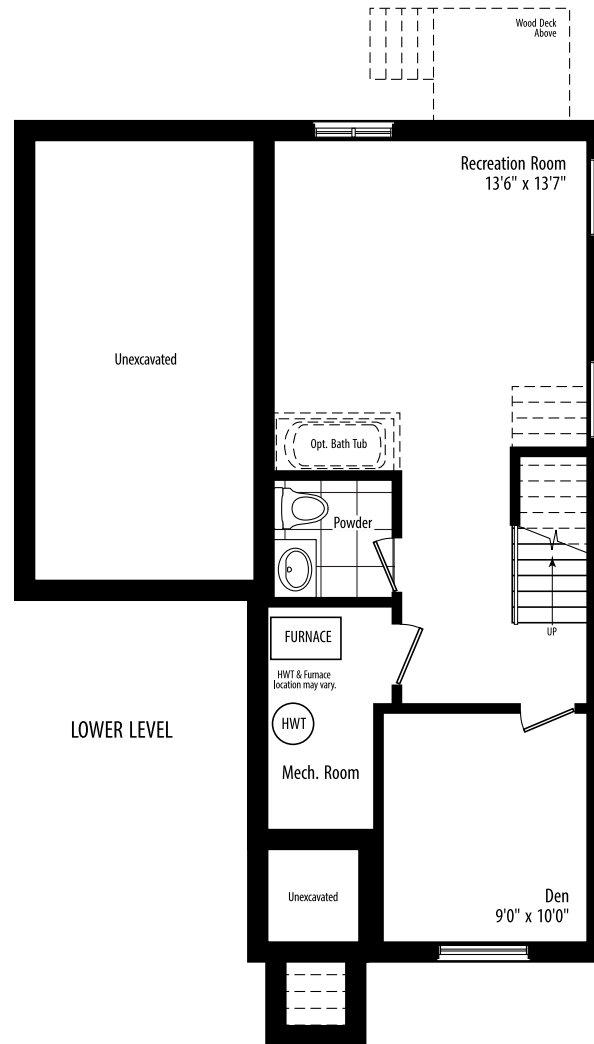 Wood Deck
Above
Recreation Room
13'6" x 13'7"
Unexcavated
Opt. Bath Tub
Powder
UP
FURNACE
HWT & Furnace
location may vary.
HWT
LOWER LEVEL
Mech. Room
Unexcavated
Den
9'0" x 10'0"